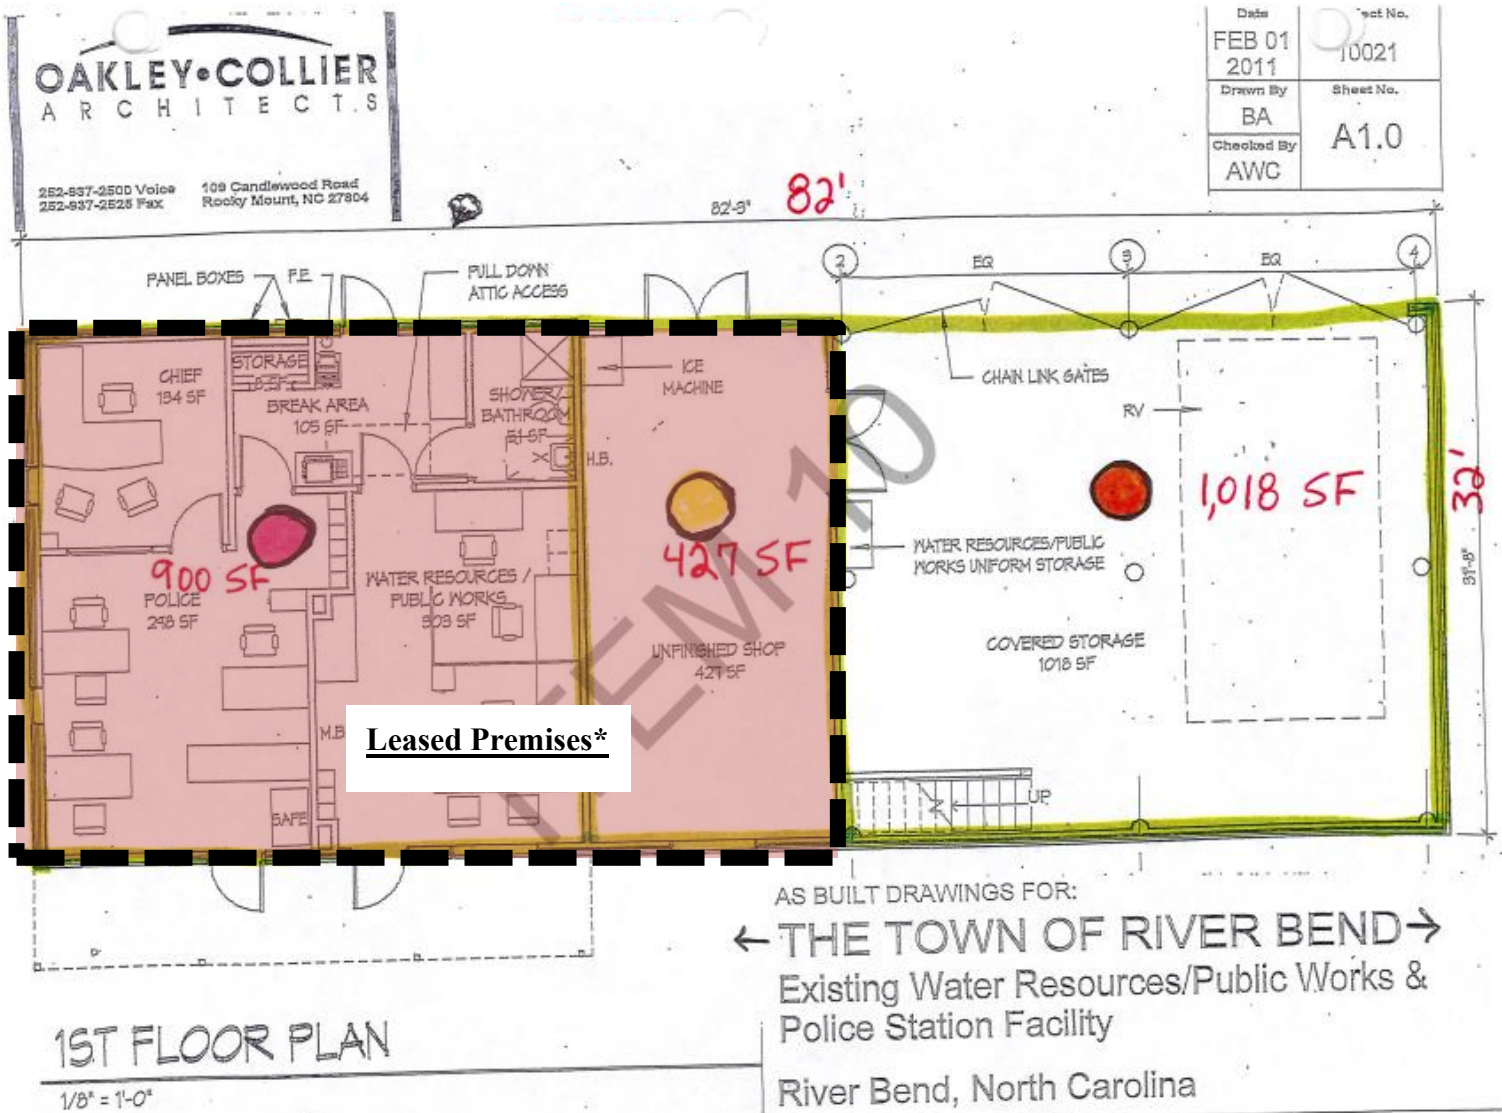 OAKLEY•COLLIER
ARCHITECTS
252-937-2500 Voice
252-937-2525 Fax
109 Candlewood Road
Rocky Mount, NC 27804
Date
FEB 01
2011
10021
Drawn By
BA
Sheet No.
A1.0
Checked By
AWC
82'-9"
82'
PANEL BOXES
F.E.
PULL DOWN
ATTIC ACCESS
2
EQ
3
EQ
4
CHIEF
134 SF
STORAGE
BREAK AREA
105 SF
SHOWER/
BATHROOM
51 SF
ICE
MACHINE
H.B.
CHAIN LINK GATES
RV
900 SF
POLICE
298 SF
WATER RESOURCES /
PUBLIC WORKS
303 SF
427 SF
UNFINISHED SHOP
427 SF
1,018 SF
WATER RESOURCES/PUBLIC
WORKS UNIFORM STORAGE
COVERED STORAGE
1018 SF
32'
31'-8"
M.B.
Leased Premises*
SAFE
UP
ITEM 10
AS BUILT DRAWINGS FOR:
THE TOWN OF RIVER BEND
Existing Water Resources/Public Works &
Police Station Facility
River Bend, North Carolina
1ST FLOOR PLAN
1/8" = 1'-0"